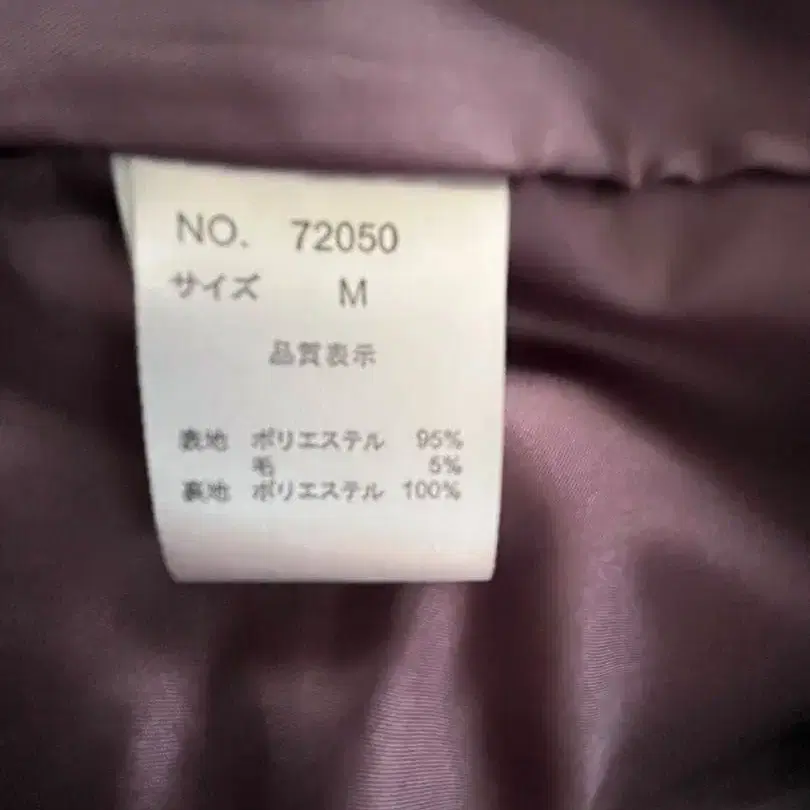 NO. 72050
サイズ M
品質表示
表地 ポリエステル 95%
毛 5%
裏地 ポリエステル 100%